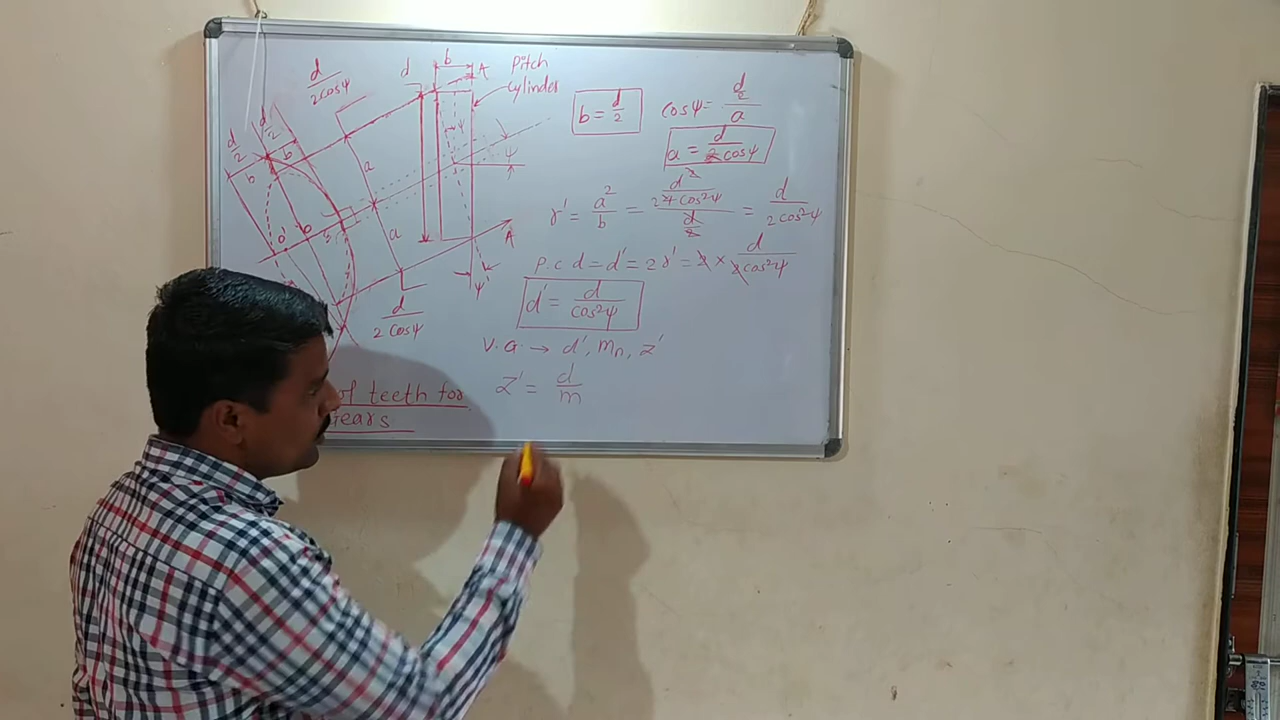 d/2cosψ
d
b
A
Pitch
cylinder
b = d/2
cosψ = d/2/a
a = d/2cosψ
d/2
d/2
b
b
a
ψ
ψ
r' = a²/b = d²/4cos²ψ / d/2 = d/2cos²ψ
a
A
p.c d = d' = 2r' = 2 × d/2cos²ψ
ψ
d' = d/cos²ψ
d/2cosψ
V.G. → d', mn, z'
z' = d/m
of teeth for
Gears